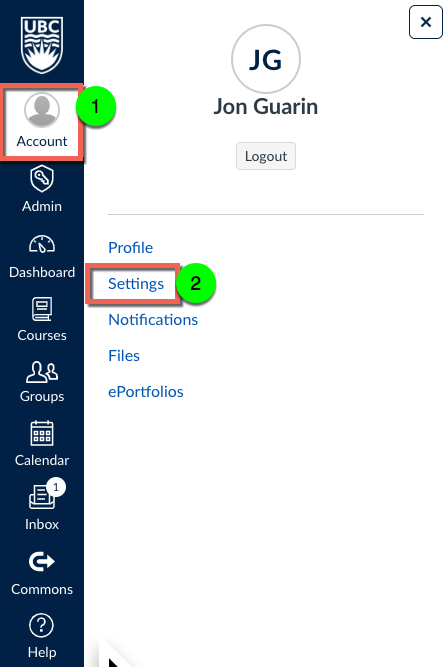 UBC
JG
Jon Guarin
Logout
1
Account
Admin
Dashboard
Courses
Groups
Calendar
1
Inbox
Commons
?
Help
Profile
Settings
2
Notifications
Files
ePortfolios